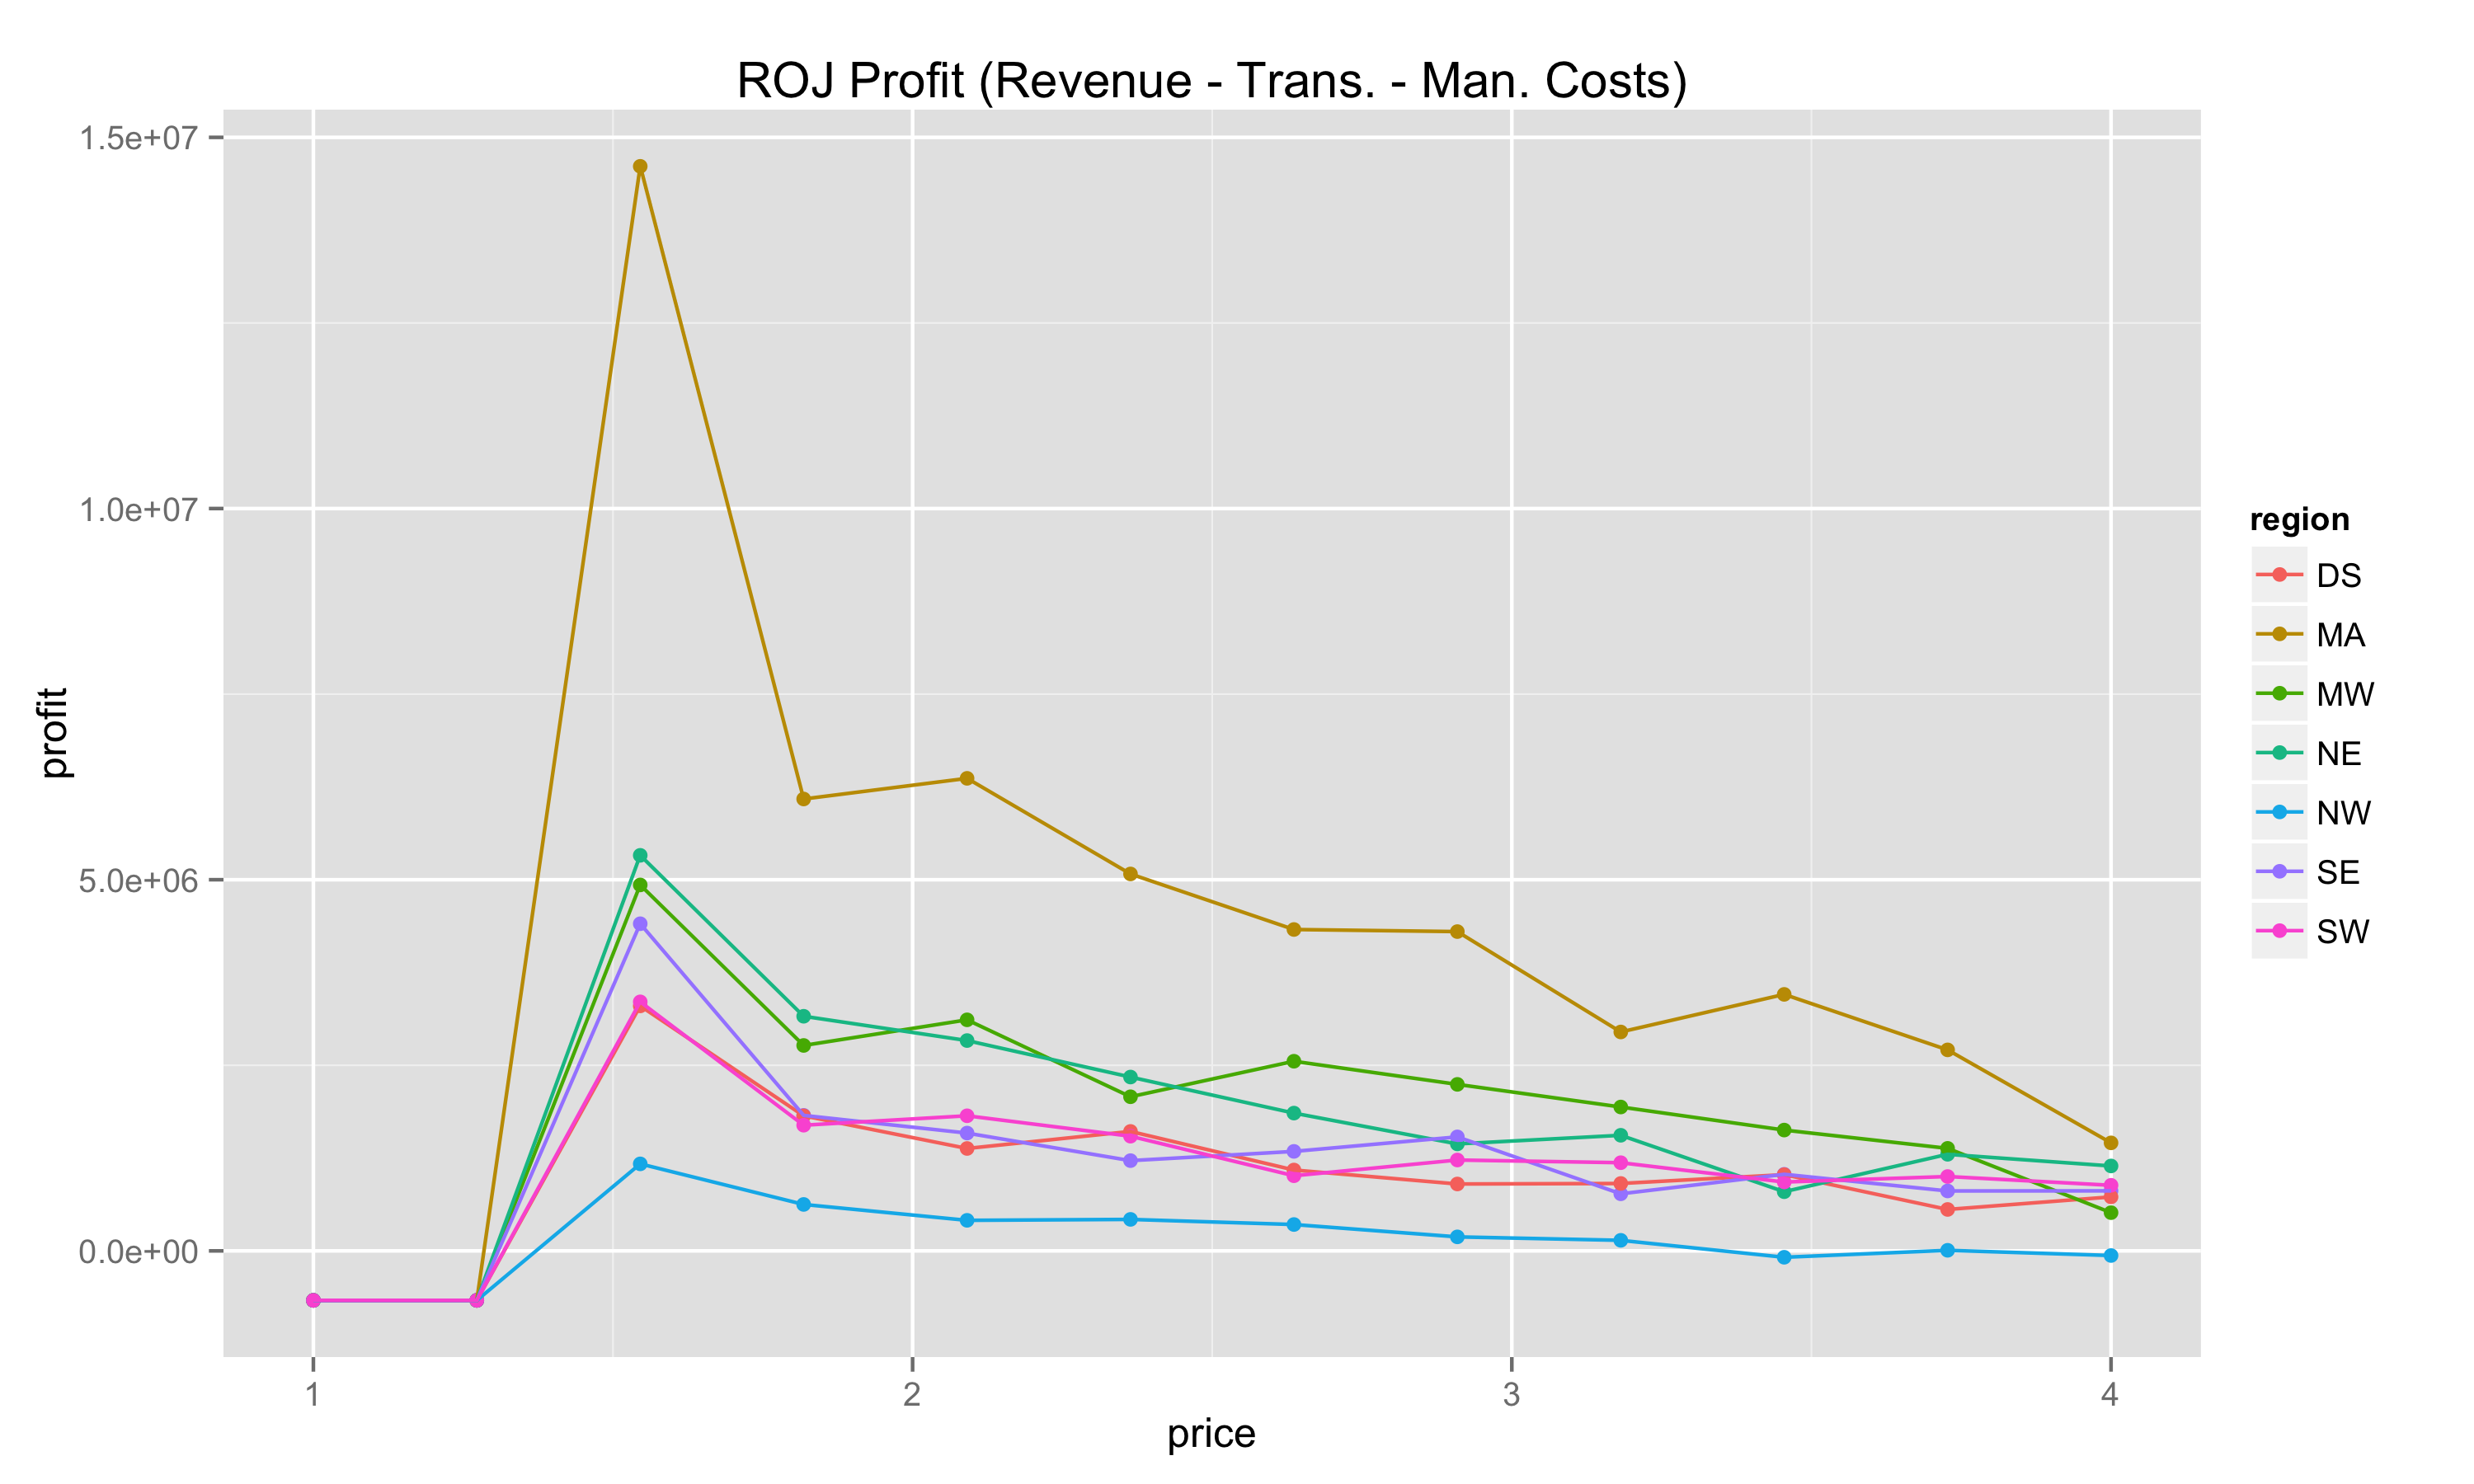 ROJ Profit (Revenue - Trans. - Man. Costs)
1.5e+07
1.0e+07
5.0e+06
0.0e+00
profit
1
2
3
4
price
region
DS
MA
MW
NE
NW
SE
SW